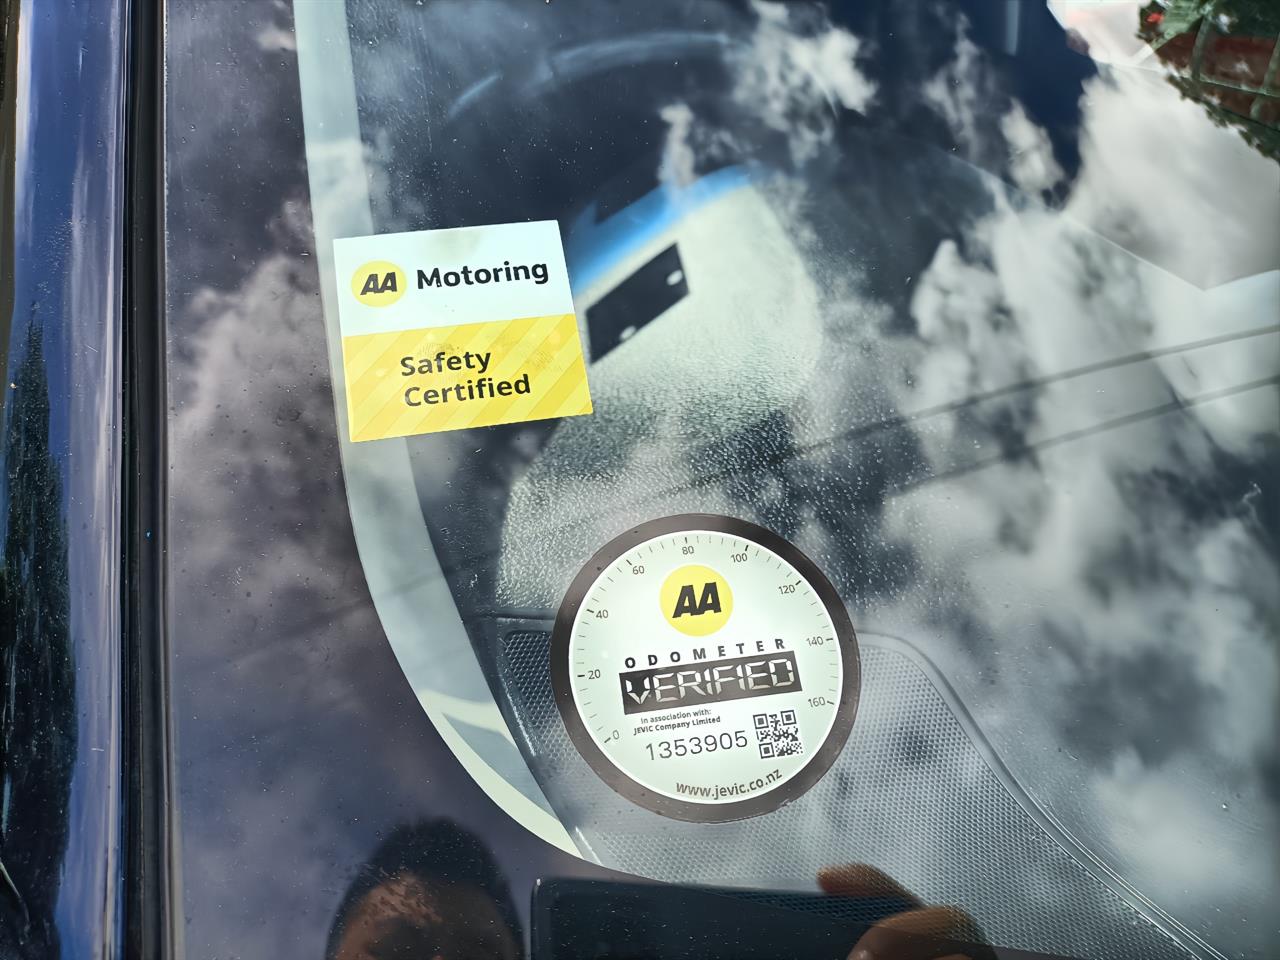 AA Motoring
Safety
Certified
0 20 40 60 80 100 120 140 160
AA
ODOMETER
VERIFIED
In association with:
JEVIC Company Limited
1353905
www.jevic.co.nz